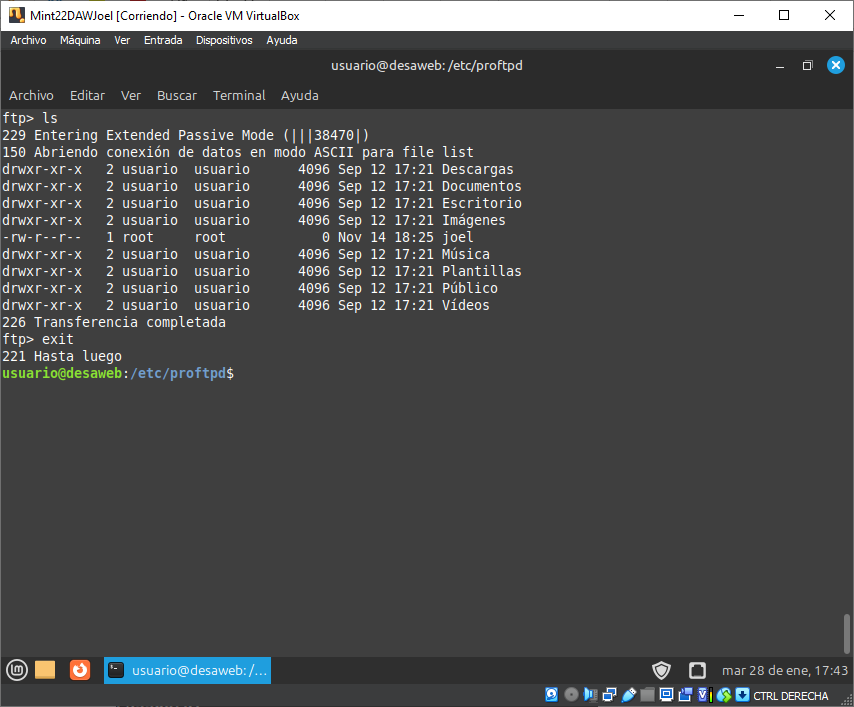 Mint22DAWJoel [Corriendo] - Oracle VM VirtualBox
Archivo Máquina Ver Entrada Dispositivos Ayuda
usuario@desaweb: /etc/proftpd
Archivo Editar Ver Buscar Terminal Ayuda
ftp> ls
229 Entering Extended Passive Mode (|||38470|)
150 Abriendo conexión de datos en modo ASCII para file list
drwxr-xr-x   2 usuario  usuario      4096 Sep 12 17:21 Descargas
drwxr-xr-x   2 usuario  usuario      4096 Sep 12 17:21 Documentos
drwxr-xr-x   2 usuario  usuario      4096 Sep 12 17:21 Escritorio
drwxr-xr-x   2 usuario  usuario      4096 Sep 12 17:21 Imágenes
-rw-r--r--   1 root     root            0 Nov 14 18:25 joel
drwxr-xr-x   2 usuario  usuario      4096 Sep 12 17:21 Música
drwxr-xr-x   2 usuario  usuario      4096 Sep 12 17:21 Plantillas
drwxr-xr-x   2 usuario  usuario      4096 Sep 12 17:21 Público
drwxr-xr-x   2 usuario  usuario      4096 Sep 12 17:21 Vídeos
226 Transferencia completada
ftp> exit
221 Hasta luego
usuario@desaweb:/etc/proftpd$
usuario@desaweb: /... mar 28 de ene, 17:43
CTRL DERECHA